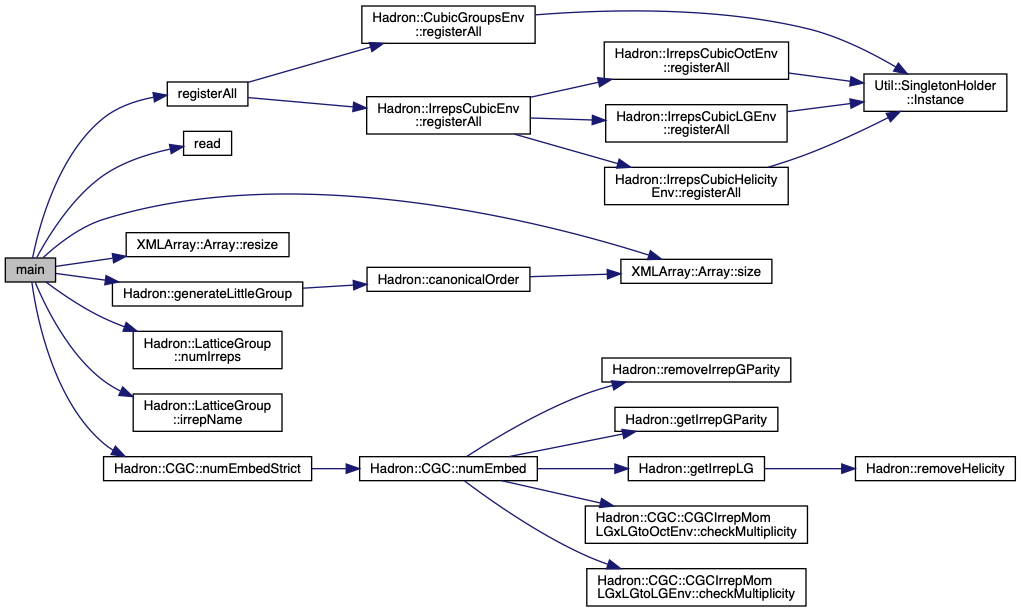 main
registerAll
read
XMLArray::Array::resize
Hadron::generateLittleGroup
Hadron::LatticeGroup
::numIrreps
Hadron::LatticeGroup
::irrepName
Hadron::CGC::numEmbedStrict
Hadron::CubicGroupsEnv
::registerAll
Hadron::IrrepsCubicEnv
::registerAll
Hadron::canonicalOrder
Hadron::CGC::numEmbed
Hadron::IrrepsCubicOctEnv
::registerAll
Hadron::IrrepsCubicLGEnv
::registerAll
Hadron::IrrepsCubicHelicity
Env::registerAll
XMLArray::Array::size
Hadron::removeIrrepGParity
Hadron::getIrrepGParity
Hadron::getIrrepLG
Hadron::CGC::CGCIrrepMom
LGxLGtoOctEnv::checkMultiplicity
Hadron::CGC::CGCIrrepMom
LGxLGtoLGEnv::checkMultiplicity
Util::SingletonHolder
::Instance
Hadron::removeHelicity